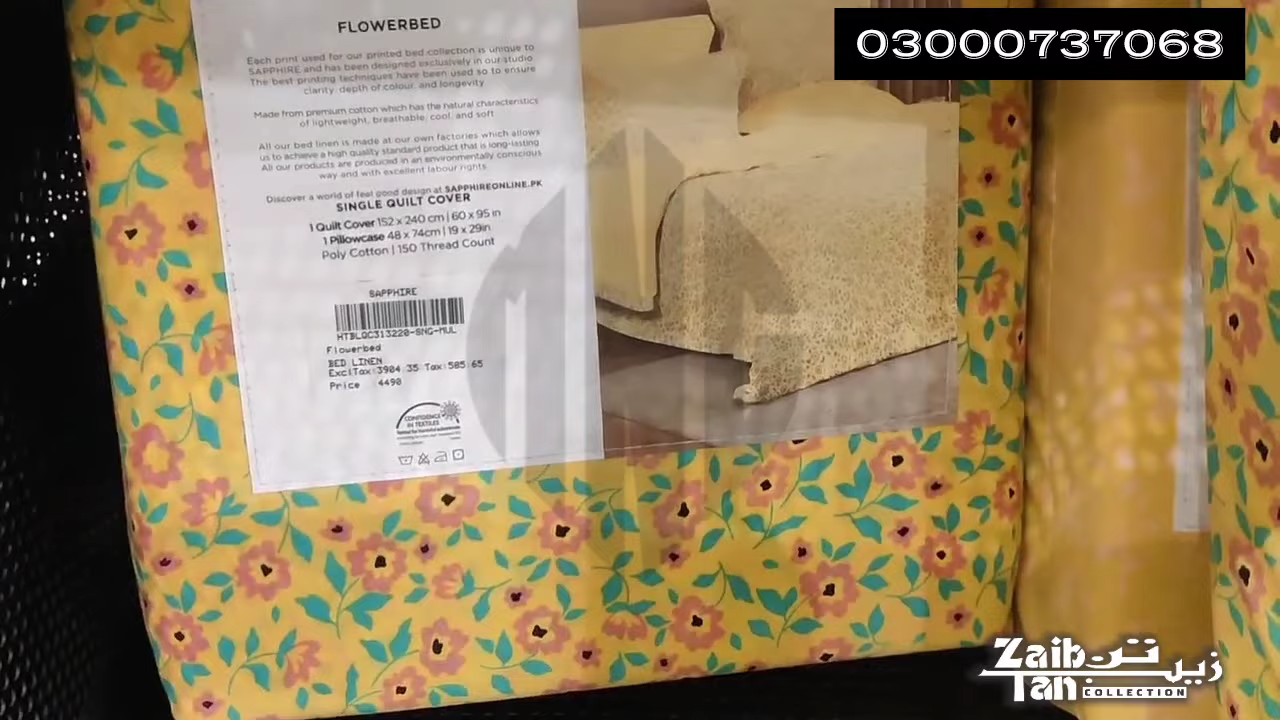 03000737068
FLOWERBED
Each print used for our printed bed collection is unique to
SAPPHIRE and has been designed exclusively in our studio
The best printing techniques have been used so to ensure
clarity, depth of colour, and longevity
Made from premium cotton which has the natural characteristics
of lightweight, breathable, cool, and soft
All our bed linen is made at our own factories which allows
us to achieve a high quality standard product that is long-lasting
All our products are produced in an environmentally conscious
way and with excellent labour rights.
Discover a world of feel good design at SAPPHIREONLINE.PK
SINGLE QUILT COVER
1 Quilt Cover 152 x 240 cm | 60 x 95 in
1 Pillowcase 48 x 74cm | 19 x 29in
Poly Cotton | 150 Thread Count
SAPPHIRE
HTBLQC313220-SNG-MUL
Flowerbed
BED LINEN
ExclTax:3904.35 Tax:585.65
Price 4490
CONFIDENCE
IN TEXTILES
Zaib زیب تن
Tan COLLECTION